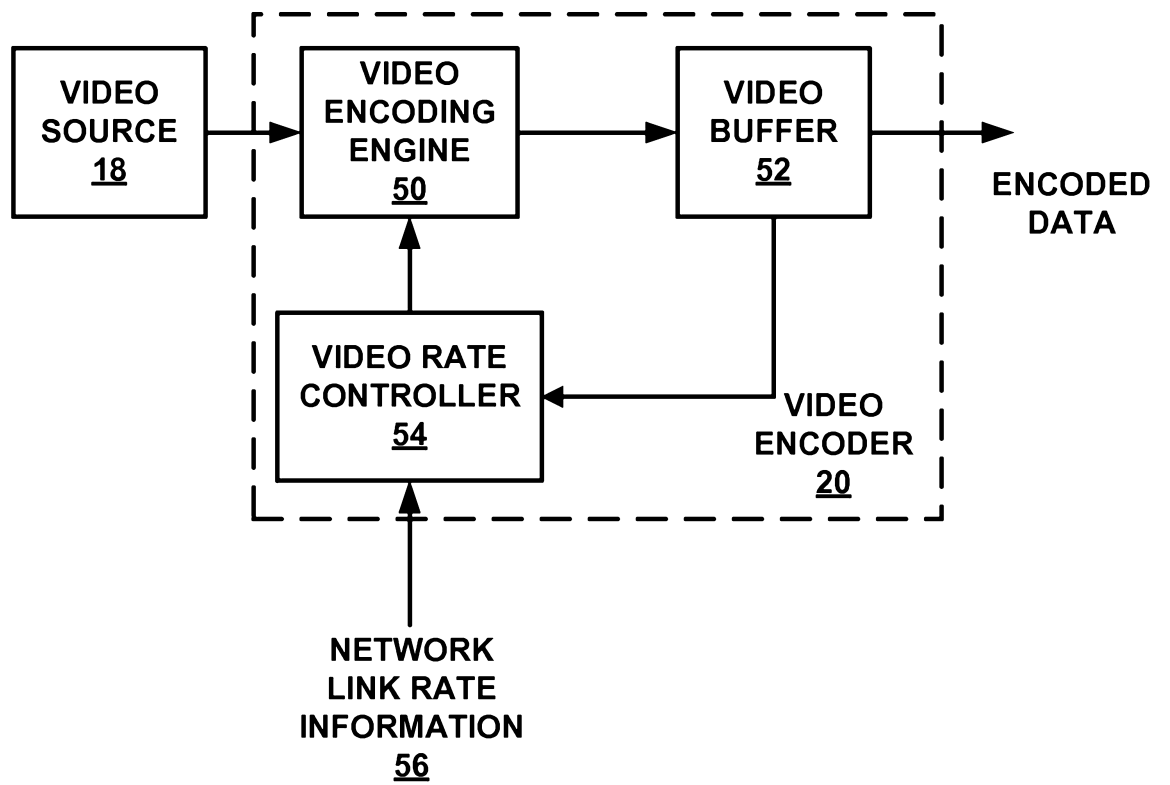 VIDEO
SOURCE
18
VIDEO
ENCODING
ENGINE
50
VIDEO
BUFFER
52
ENCODED
DATA
VIDEO RATE
CONTROLLER
54
VIDEO
ENCODER
20
NETWORK
LINK RATE
INFORMATION
56